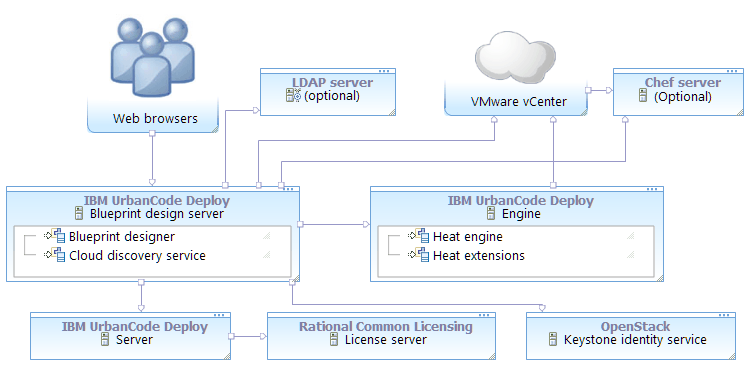 LDAP server
(optional)
Web browsers
VMware vCenter
Chef server
(Optional)
IBM UrbanCode Deploy
Blueprint design server
Blueprint designer
Cloud discovery service
IBM UrbanCode Deploy
Engine
Heat engine
Heat extensions
IBM UrbanCode Deploy
Server
Rational Common Licensing
License server
OpenStack
Keystone identity service